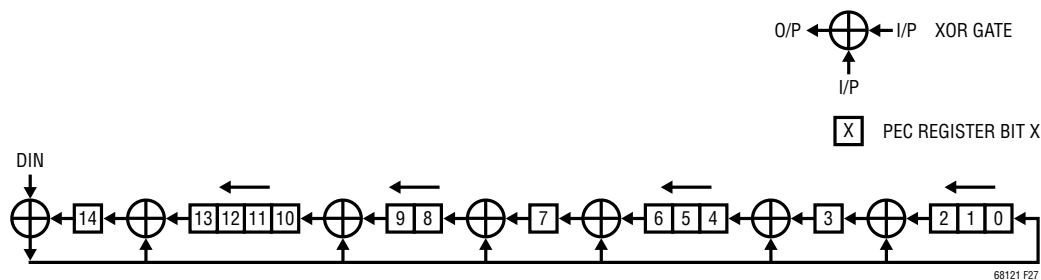 O/P I/P XOR GATE
I/P
X PEC REGISTER BIT X
DIN
14 13 12 11 10 9 8 7 6 5 4 3 2 1 0
68121 F27